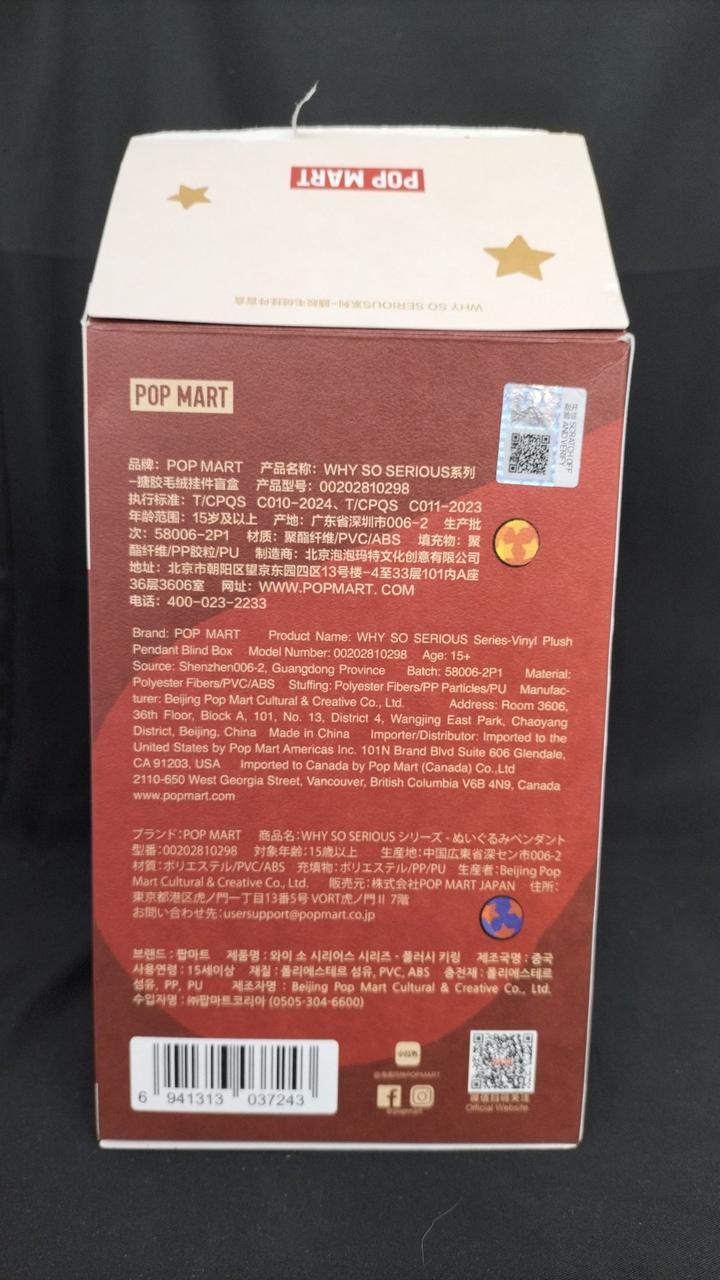 POP MART
WHY SO SERIOUS系列-搪胶毛绒挂件盲盒
POP MART
开涂 SCRATCH OFF
AND VERIFY
品牌：POP MART 产品名称：WHY SO SERIOUS系列
-搪胶毛绒挂件盲盒 产品型号：00202810298
执行标准：T/CPQS C010-2024、T/CPQS C011-2023
年龄范围：15岁及以上 产地：广东省深圳市006-2 生产批
次：58006-2P1 材质：聚酯纤维/PVC/ABS 填充物：聚
酯纤维/PP胶粒/PU 制造商：北京泡泡玛特文化创意有限公司
地址：北京市朝阳区望京东园四区13号楼-4至33层101内A座
36层3606室 网址：WWW.POPMART.COM
电话：400-023-2233
Brand: POP MART Product Name: WHY SO SERIOUS Series-Vinyl Plush
Pendant Blind Box Model Number: 00202810298 Age: 15+
Source: Shenzhen006-2, Guangdong Province Batch: 58006-2P1 Material:
Polyester Fibers/PVC/ABS Stuffing: Polyester Fibers/PP Particles/PU Manufac-
turer: Beijing Pop Mart Cultural & Creative Co., Ltd. Address: Room 3606,
36th Floor, Block A, 101, No. 13, District 4, Wangjing East Park, Chaoyang
District, Beijing, China Made in China Importer/Distributor: Imported to the
United States by Pop Mart Americas Inc. 101N Brand Blvd Suite 606 Glendale,
CA 91203, USA Imported to Canada by Pop Mart (Canada) Co.,Ltd
2110-650 West Georgia Street, Vancouver, British Columbia V6B 4N9, Canada
www.popmart.com
ブランド：POP MART 商品名：WHY SO SERIOUS シリーズ - ぬいぐるみペンダント
型番：00202810298 対象年齢：15歳以上 生産地：中国広東省深セン市006-2
材質：ポリエステル/PVC/ABS 充填物：ポリエステル/PP/PU 生産者：Beijing Pop
Mart Cultural & Creative Co., Ltd. 販売元：株式会社POP MART JAPAN 住所：
東京都港区虎ノ門一丁目13番5号 VORT虎ノ門Ⅱ 7階
お問い合わせ先：usersupport@popmart.co.jp
브랜드 : 팝마트 제품명 : 와이 소 시리어스 시리즈 - 플러시 키링 제조국명 : 중국
사용연령 : 15세이상 재질 : 폴리에스테르 섬유, PVC, ABS 충전재 : 폴리에스테르
섬유, PP, PU 제조자명 : Beijing Pop Mart Cultural & Creative Co., Ltd.
수입자명 : ㈜팝마트코리아 (0505-304-6600)
6 941313 037243
小红书
@泡泡玛特POPMART
@popmart
微信扫码关注
Official Website